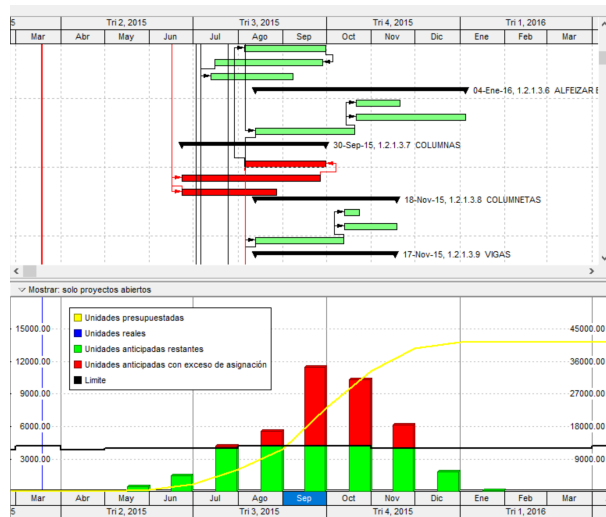 5 Tri 2, 2015 Tri 3, 2015 Tri 4, 2015 Tri 1, 2016
Mar Abr May Jun Jul Ago Sep Oct Nov Dic Ene Feb Mar
04-Ene-16, 1.2.1.3.6 ALFEIZAR E
30-Sep-15, 1.2.1.3.7 COLUMNAS
18-Nov-15, 1.2.1.3.8 COLUMNETAS
17-Nov-15, 1.2.1.3.9 VIGAS
Mostrar: solo proyectos abiertos
Unidades presupuestadas
Unidades reales
Unidades anticipadas restantes
Unidades anticipadas con exceso de asignación
Límite
15000.00 45000.00
12000.00 36000.00
9000.00 27000.00
6000.00 18000.00
3000.00 9000.00
Mar Abr May Jun Jul Ago Sep Oct Nov Dic Ene Feb Mar
5 Tri 2, 2015 Tri 3, 2015 Tri 4, 2015 Tri 1, 2016